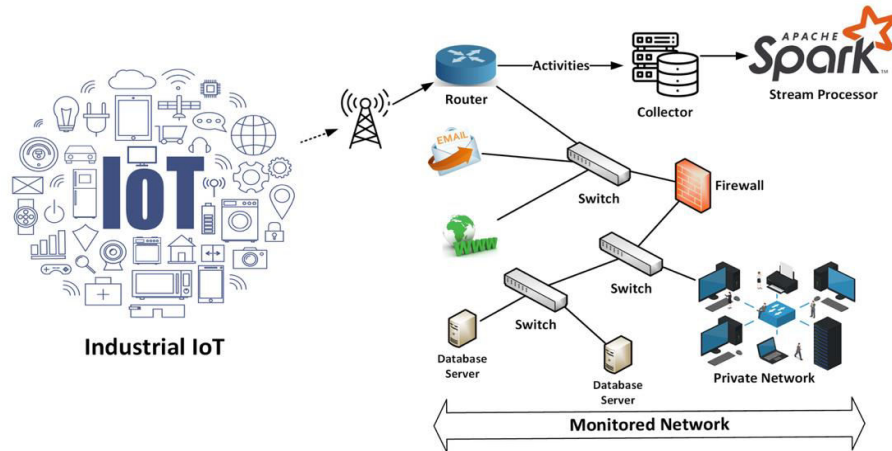 IoT
Industrial IoT
Router
Activities
Collector
APACHE
Spark
TM
Stream Processor
EMAIL
Switch
Firewall
WWW
Switch
Switch
Database
Server
Database
Server
Private Network
Monitored Network